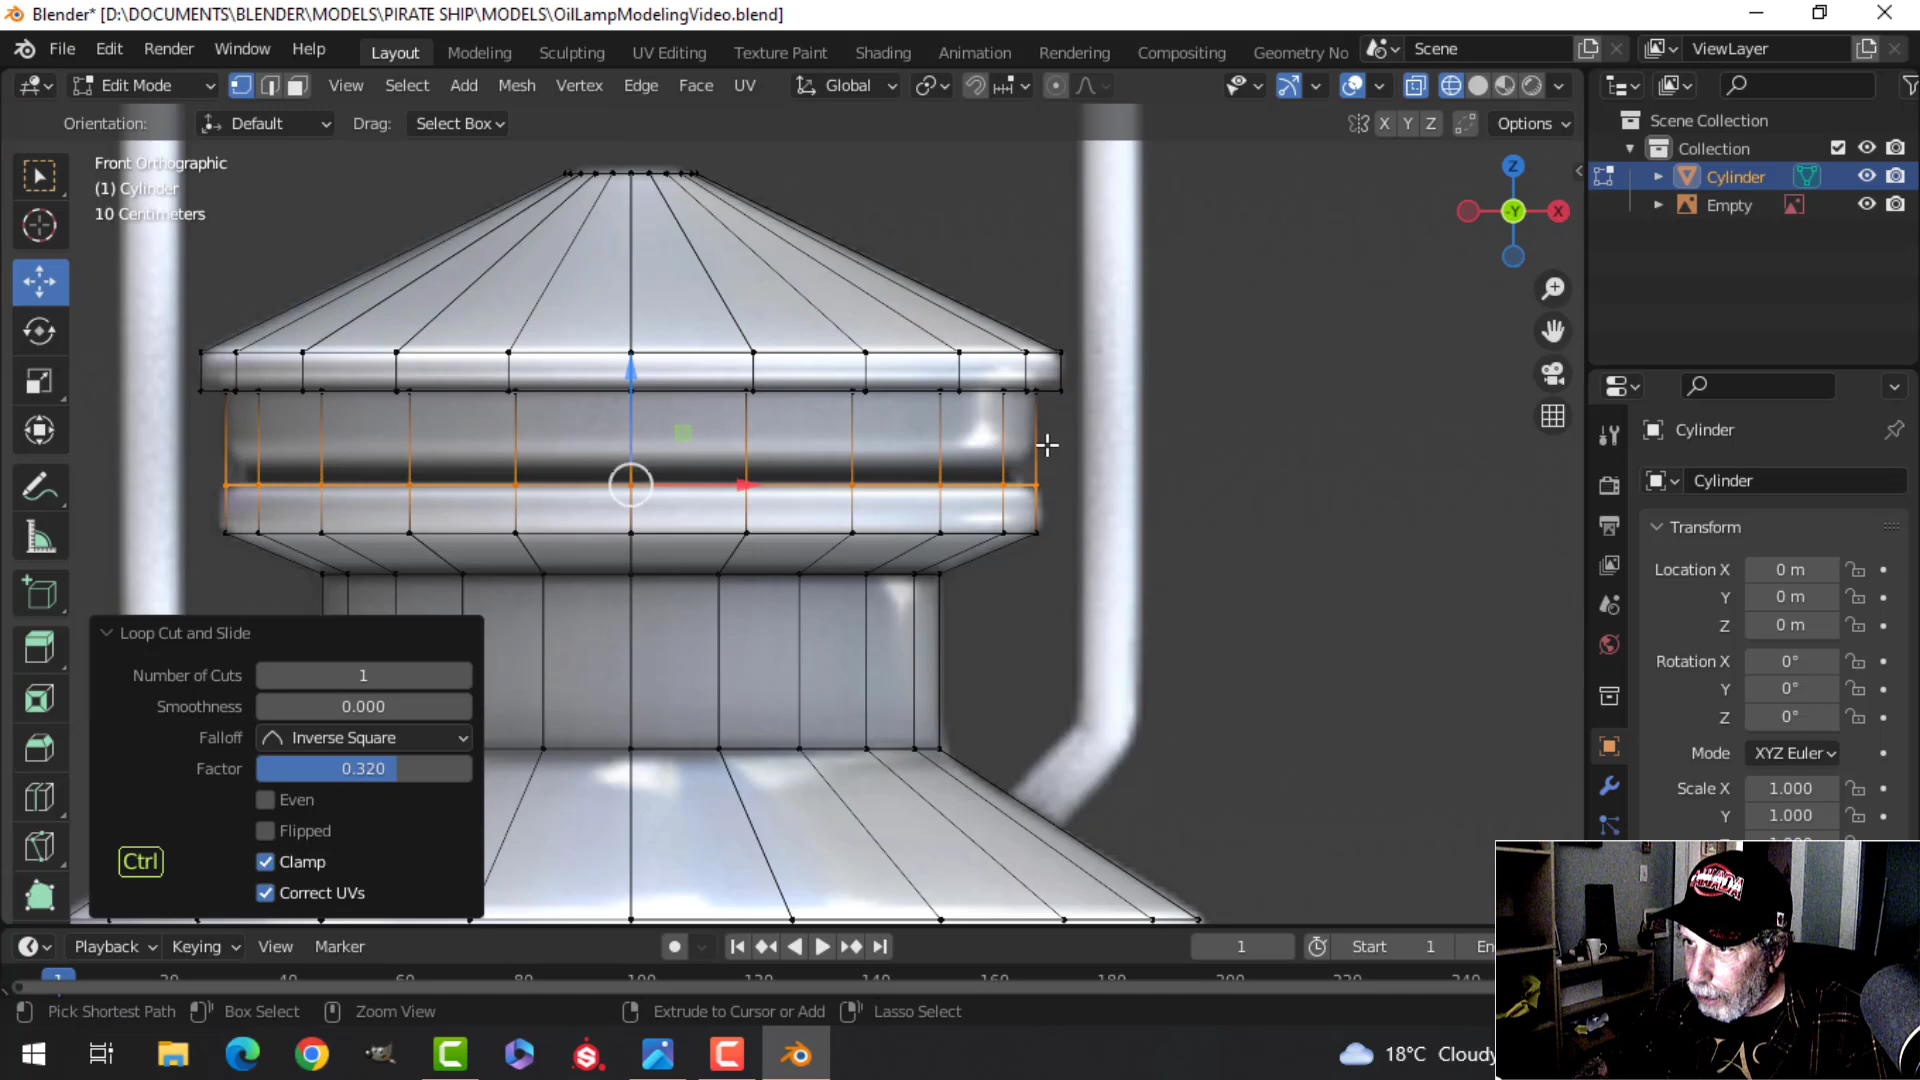 Blender* [D:\DOCUMENTS\BLENDER\MODELS\PIRATE SHIP\MODELS\OilLampModelingVideo.blend]
File Edit Render Window Help Layout Modeling Sculpting UV Editing Texture Paint Shading Animation Rendering Compositing Geometry No Scene ViewLayer
Edit Mode View Select Add Mesh Vertex Edge Face UV Global
Orientation: Default Drag: Select Box X Y Z Options
Front Orthographic
(1) Cylinder
10 Centimeters
Z
-Y
X
Scene Collection
Collection
Cylinder
Empty
Cylinder
Cylinder
Transform
Location X 0 m
Y 0 m
Z 0 m
Rotation X 0°
Y 0°
Z 0°
Mode XYZ Euler
Scale X 1.000
Y 1.000
Loop Cut and Slide
Number of Cuts 1
Smoothness 0.000
Falloff Inverse Square
Factor 0.320
Even
Flipped
Clamp
Correct UVs
Ctrl
Playback Keying View Marker 1 Start 1
1
Pick Shortest Path Box Select Zoom View Extrude to Cursor or Add Lasso Select
18°C Cloudy